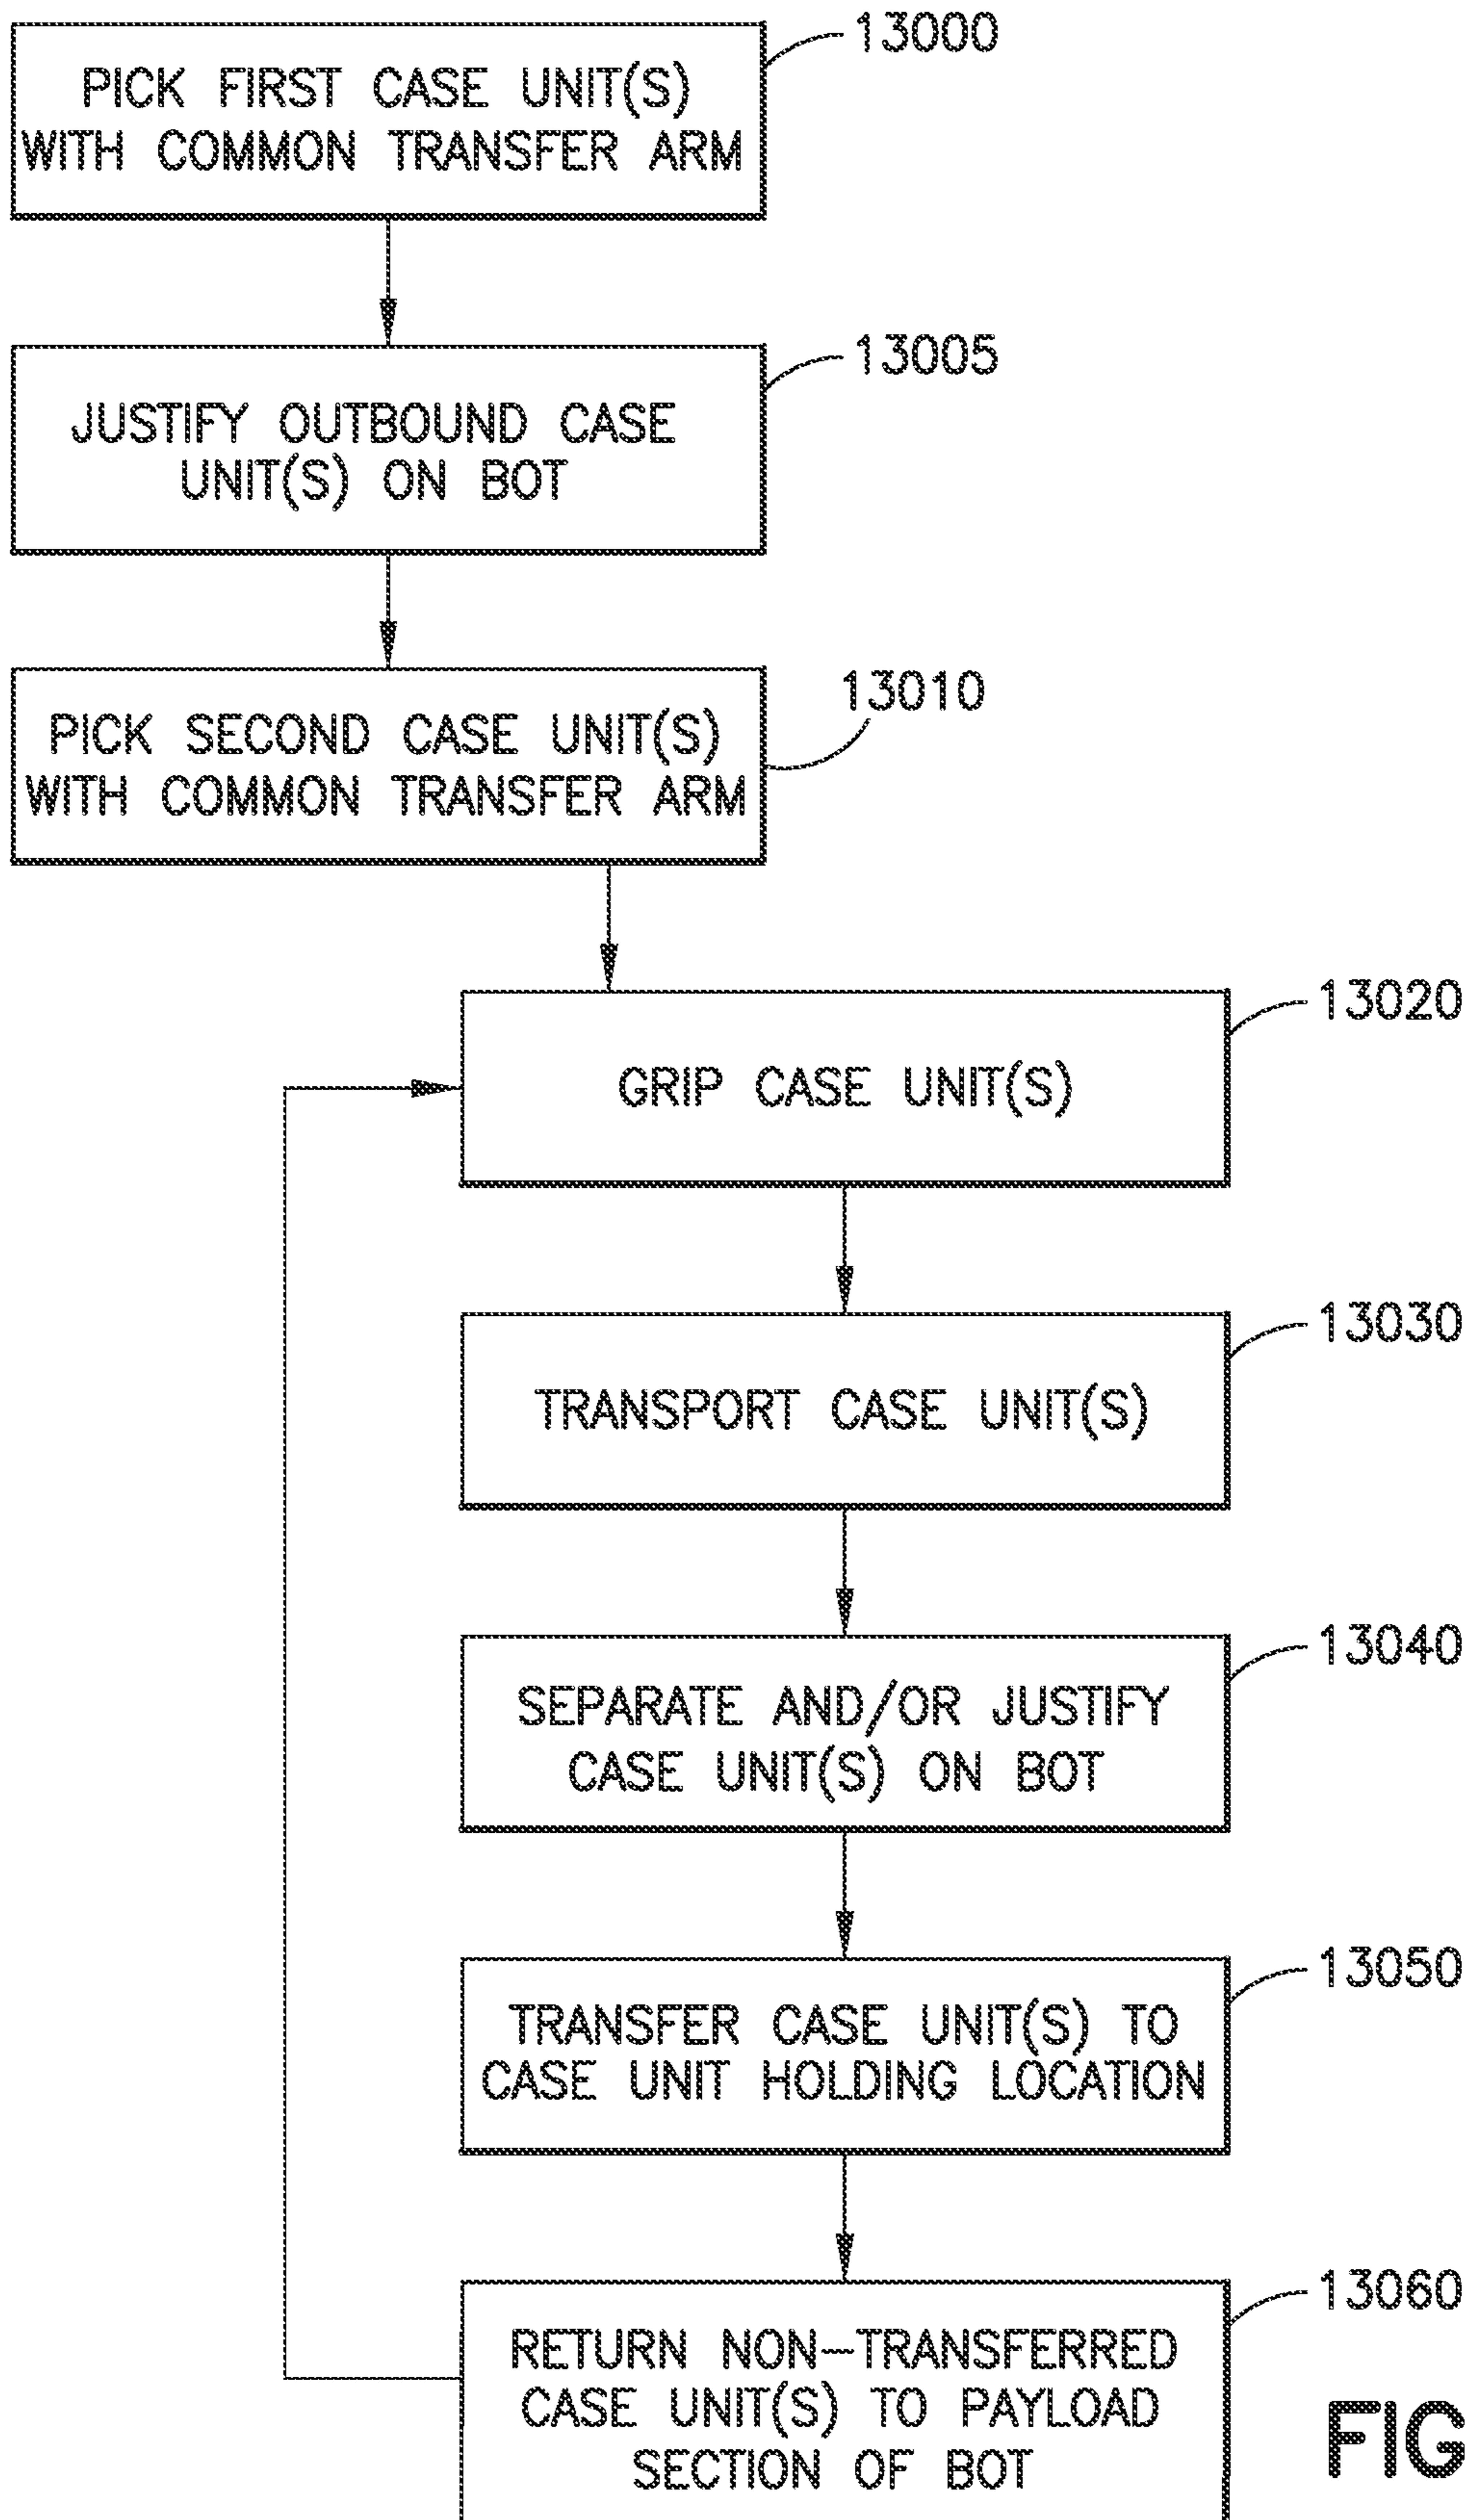 13000
PICK FIRST CASE UNIT(S)
WITH COMMON TRANSFER ARM
13005
JUSTIFY OUTBOUND CASE
UNIT(S) ON BOT
13010
PICK SECOND CASE UNIT(S)
WITH COMMON TRANSFER ARM
13020
GRIP CASE UNIT(S)
13030
TRANSPORT CASE UNIT(S)
13040
SEPARATE AND/OR JUSTIFY
CASE UNIT(S) ON BOT
13050
TRANSFER CASE UNIT(S) TO
CASE UNIT HOLDING LOCATION
13060
RETURN NON-TRANSFERRED
CASE UNIT(S) TO PAYLOAD
SECTION OF BOT
FIG